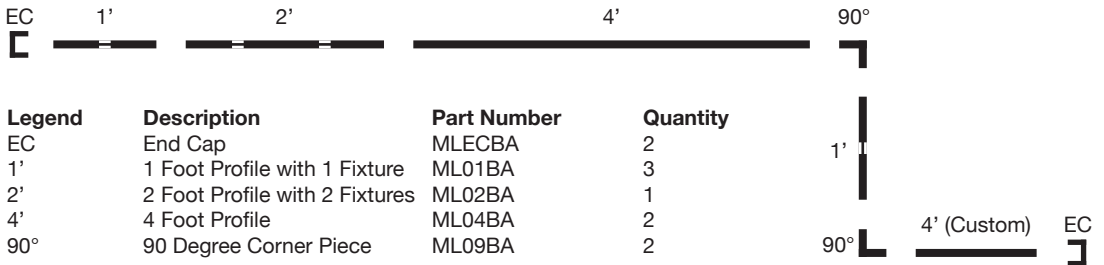 EC 1’ 2’ 4’ 90°
Legend Description Part Number Quantity
EC End Cap MLECBA 2
1’ 1 Foot Profile with 1 Fixture ML01BA 3
2’ 2 Foot Profile with 2 Fixtures ML02BA 1
4’ 4 Foot Profile ML04BA 2
90° 90 Degree Corner Piece ML09BA 2
1’
90° 4’ (Custom) EC